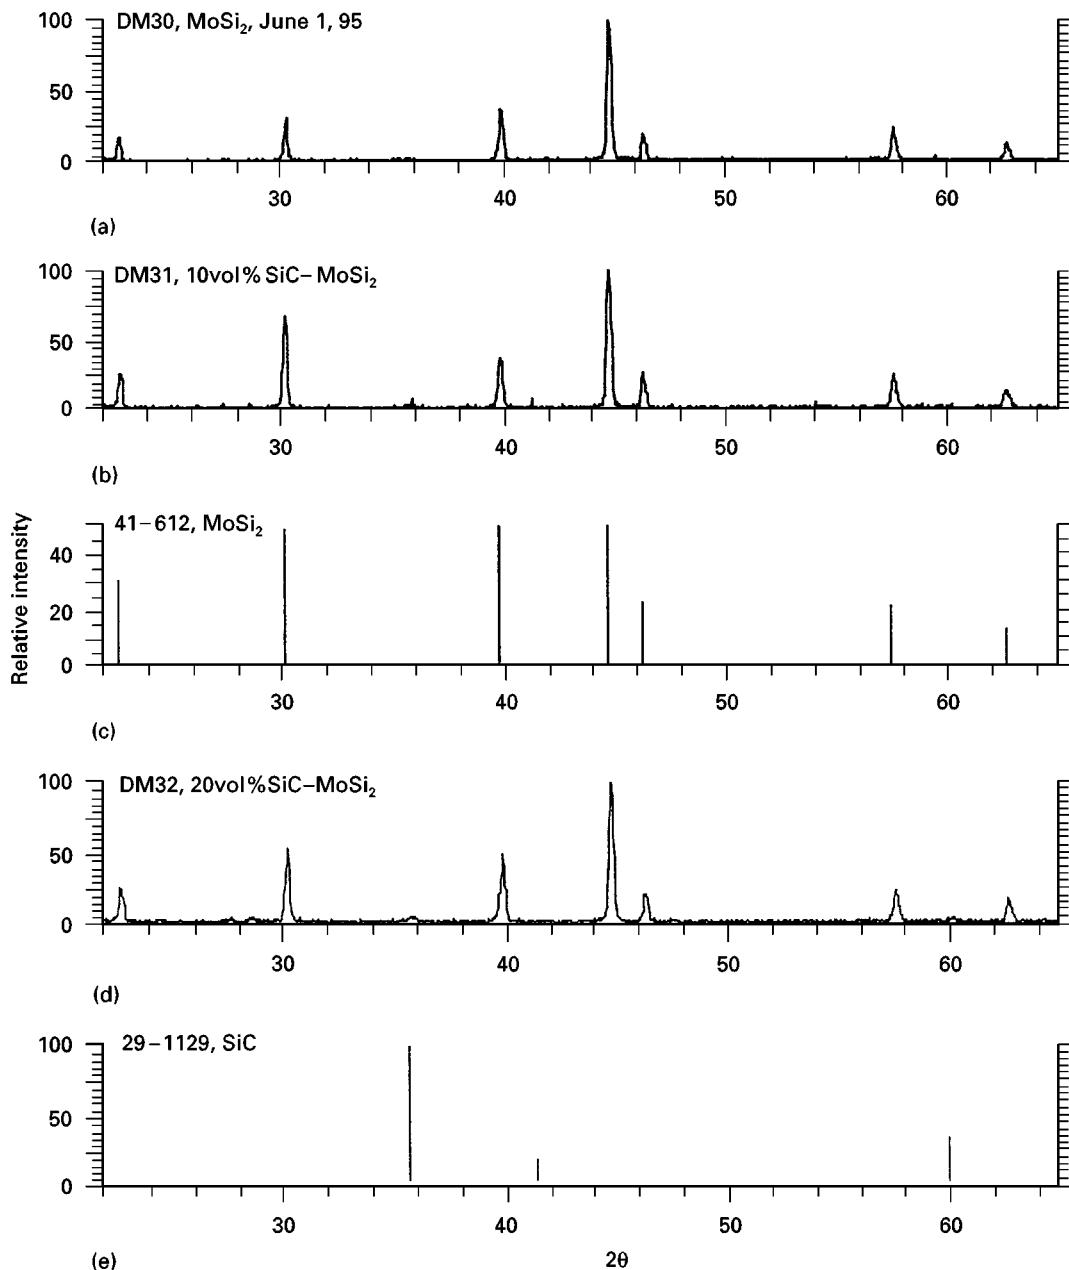 DM30, MoSi₂, June 1, 95
100
50
0
30 40 50 60
(a)
DM31, 10vol% SiC–MoSi₂
100
50
0
30 40 50 60
(b)
Relative intensity
41–612, MoSi₂
40
20
0
30 40 50 60
(c)
DM32, 20vol%SiC–MoSi₂
100
50
0
30 40 50 60
(d)
29–1129, SiC
100
50
0
30 40 50 60
(e)
2θ